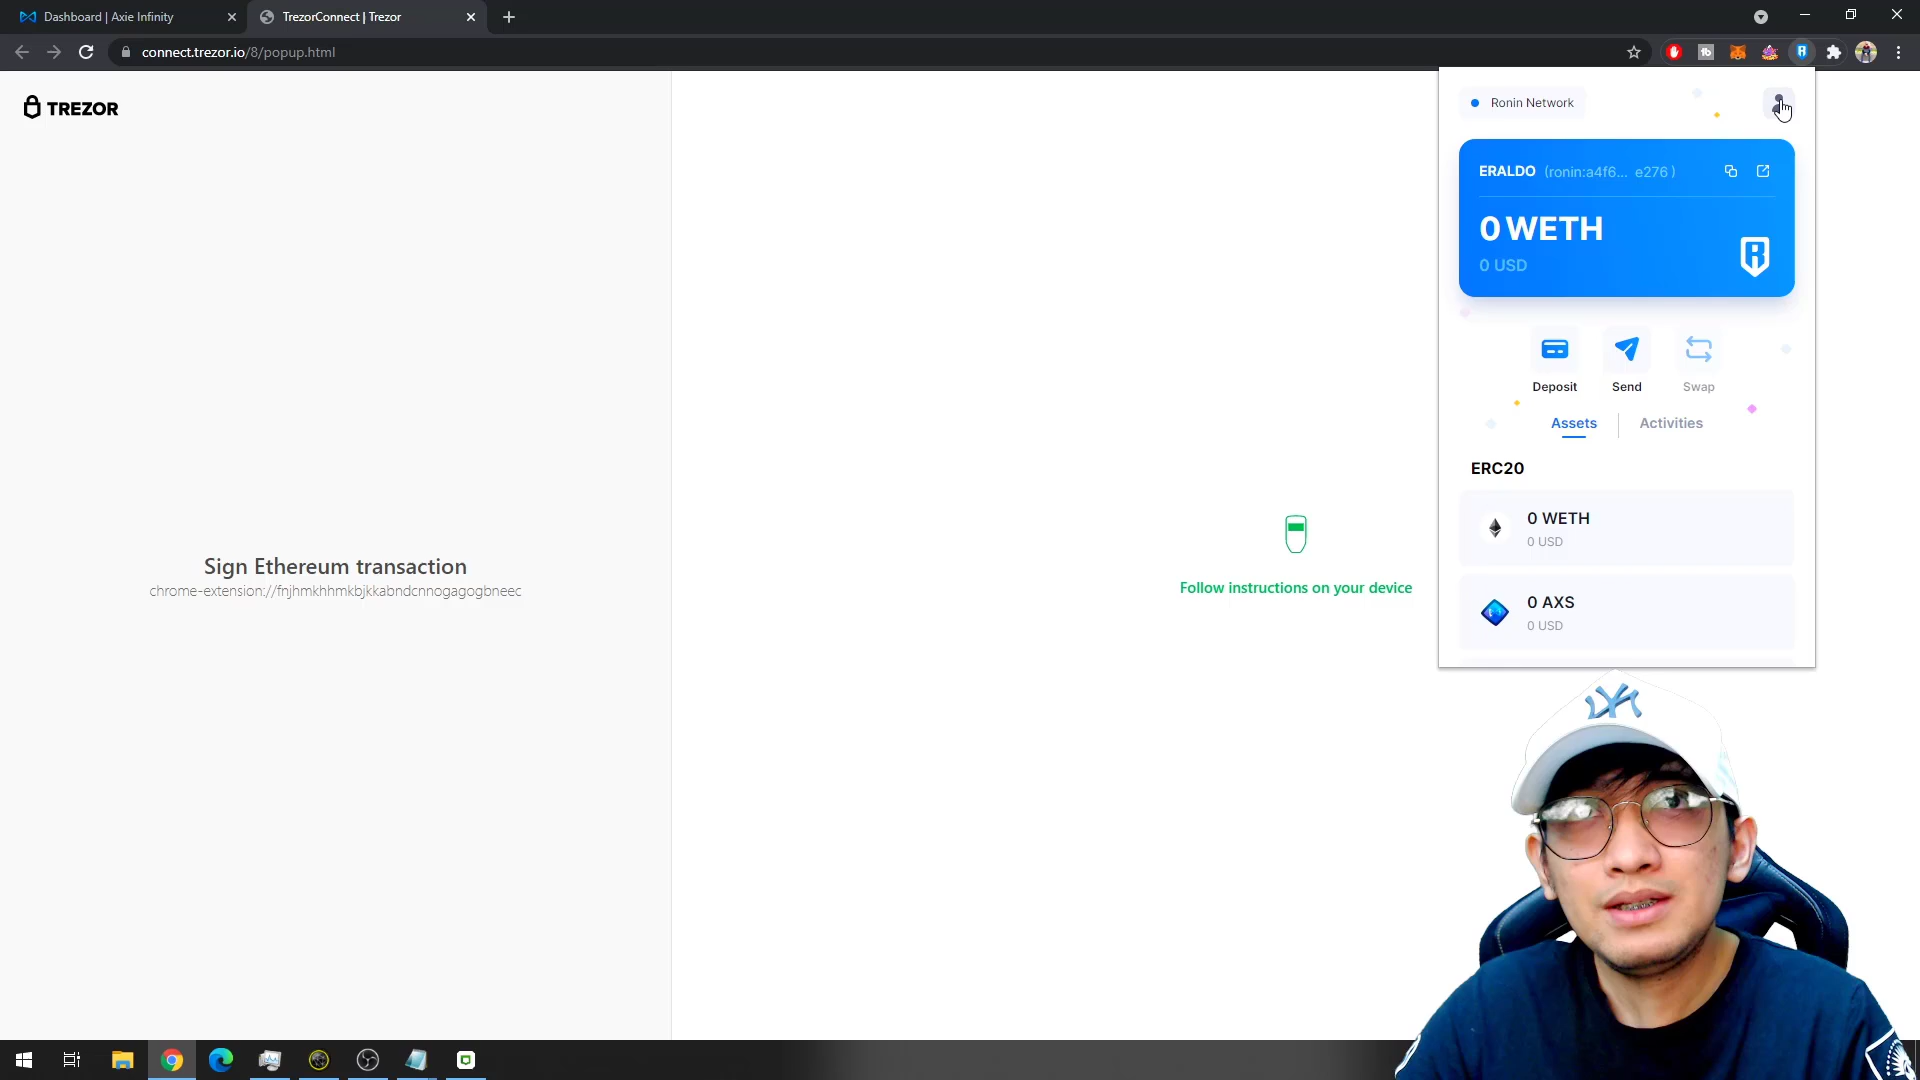 Dashboard | Axie Infinity
TrezorConnect | Trezor
connect.trezor.io/8/popup.html
TREZOR
Sign Ethereum transaction
chrome-extension://fnjhmkhhmkbjkkabndcnnogagogbneec
Follow instructions on your device
Ronin Network
ERALDO (ronin:a4f6... e276 )
0 WETH
0 USD
Deposit
Send
Swap
Assets
Activities
ERC20
0 WETH
0 USD
0 AXS
0 USD